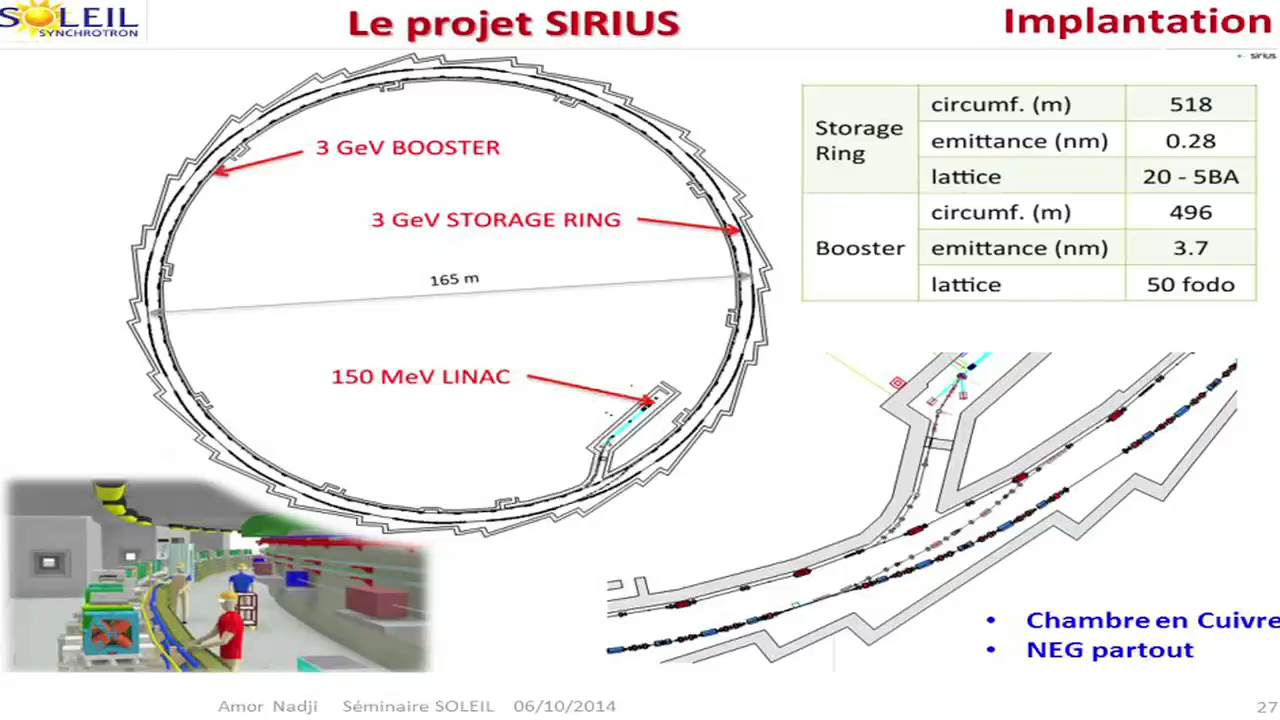 SOLEIL
SYNCHROTRON
Le projet SIRIUS
Implantation
sirius
3 GeV BOOSTER
3 GeV STORAGE RING
165 m
150 MeV LINAC
Storage Ring circumf. (m) 518
emittance (nm) 0.28
lattice 20 - 5BA
Booster circumf. (m) 496
emittance (nm) 3.7
lattice 50 fodo
• Chambre en Cuivre
• NEG partout
Amor Nadji Séminaire SOLEIL 06/10/2014
27